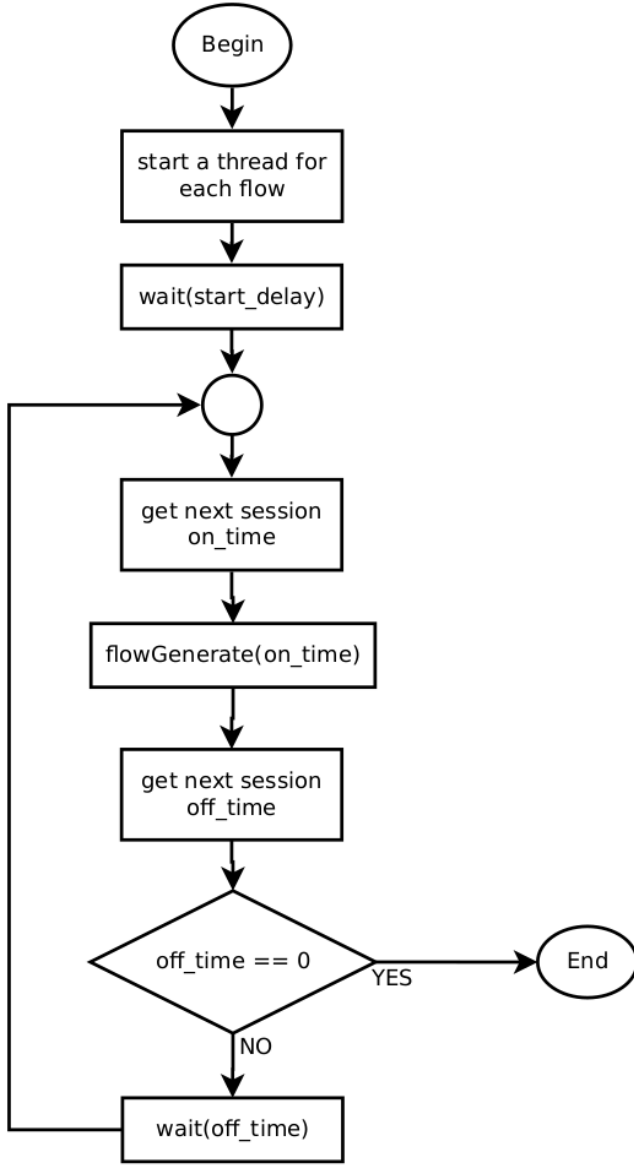 Begin
start a thread for
each flow
wait(start_delay)
get next session
on_time
flowGenerate(on_time)
get next session
off_time
off_time == 0
YES
End
NO
wait(off_time)